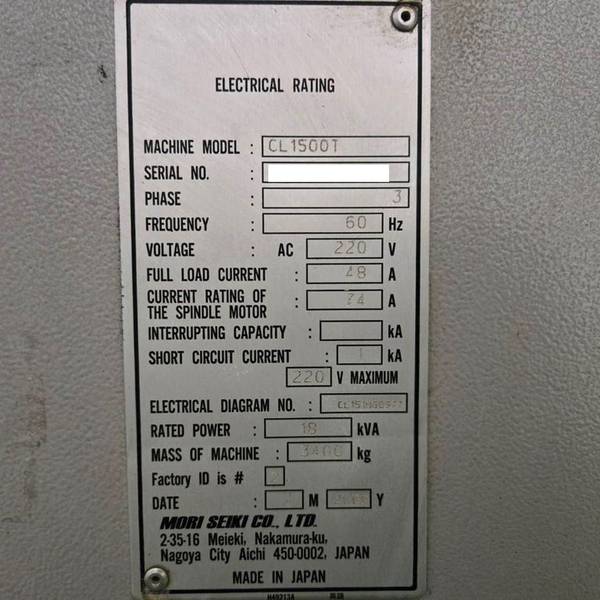 ELECTRICAL RATING
MACHINE MODEL : CL1500T
SERIAL NO. :
PHASE : 3
FREQUENCY : 60 Hz
VOLTAGE : AC 220 V
FULL LOAD CURRENT : 48 A
CURRENT RATING OF
THE SPINDLE MOTOR : 74 A
INTERRUPTING CAPACITY : kA
SHORT CIRCUIT CURRENT : 1 kA
220 V MAXIMUM
ELECTRICAL DIAGRAM NO. :
RATED POWER : 18 kVA
MASS OF MACHINE : 3400 kg
Factory ID is # 2
DATE : M Y
MORI SEIKI CO., LTD.
2-35-16 Meieki, Nakamura-ku,
Nagoya City Aichi 450-0002, JAPAN
MADE IN JAPAN